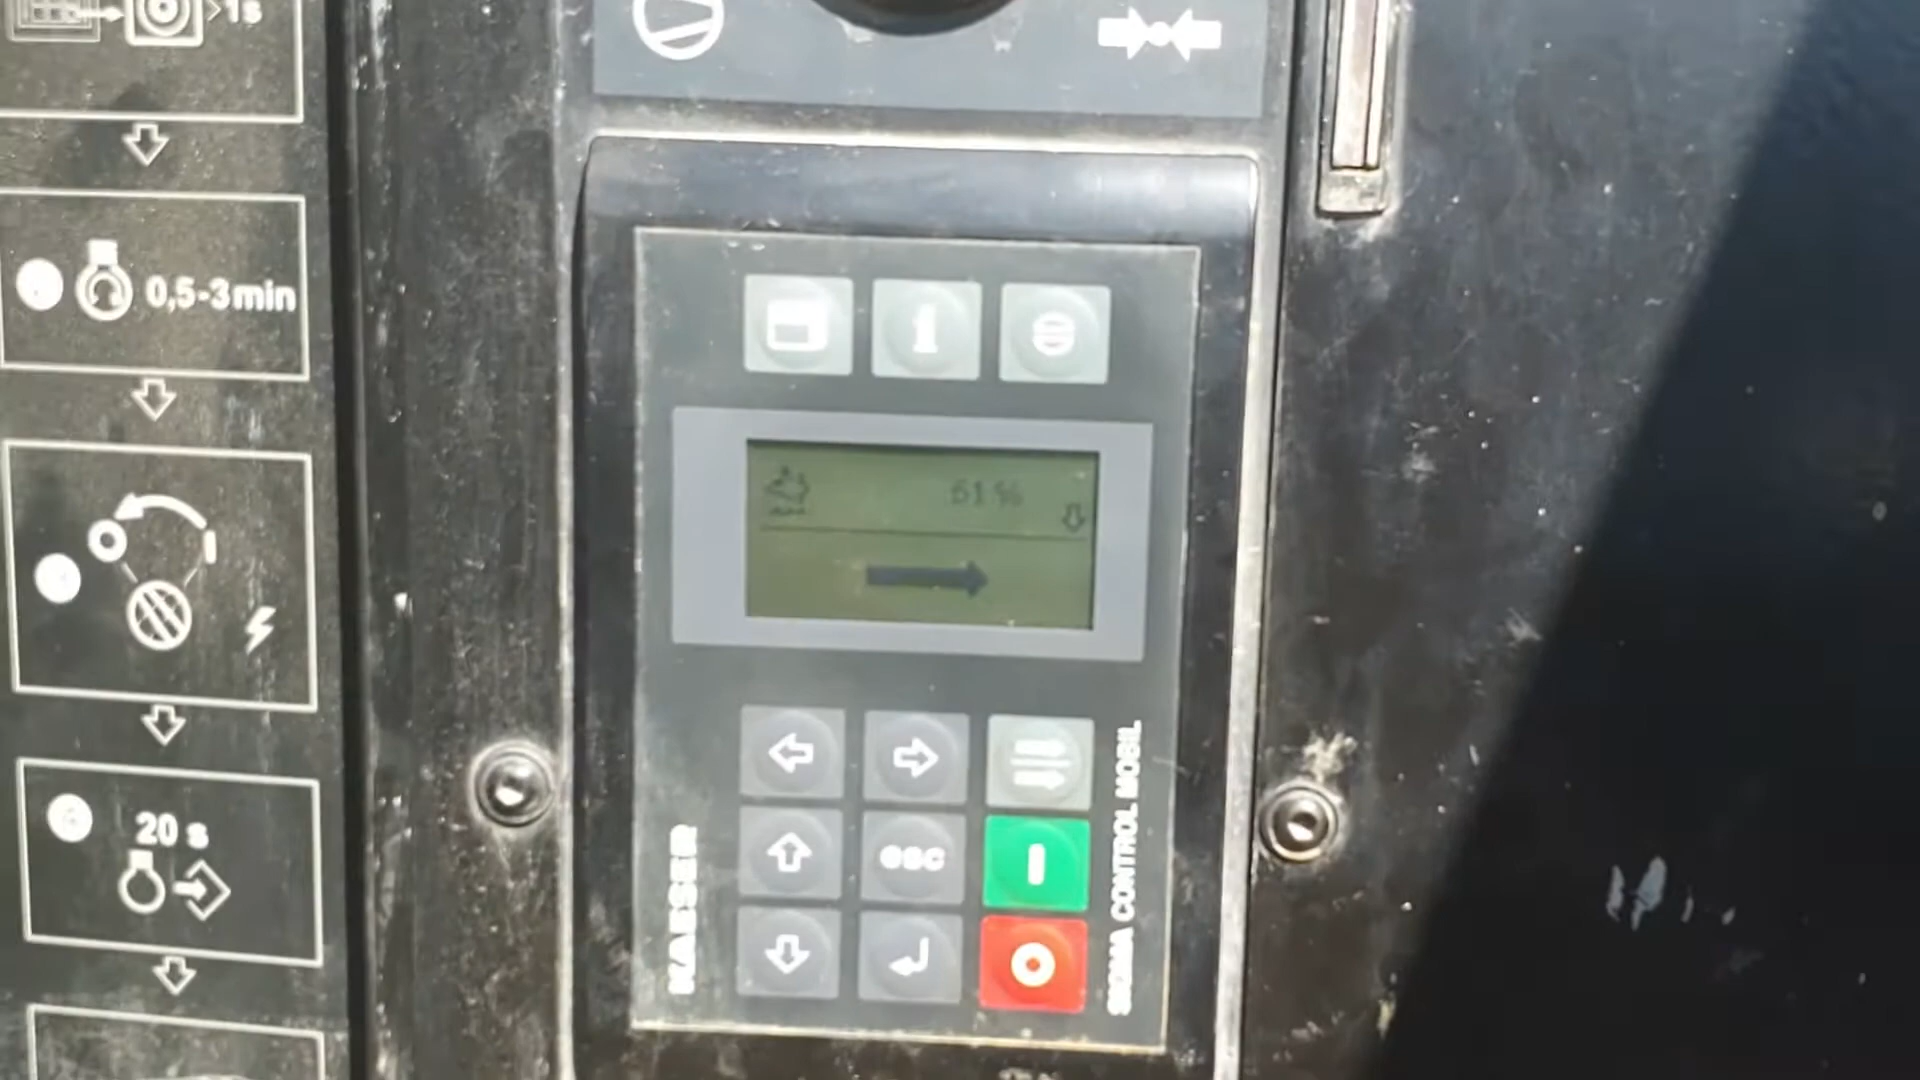 >1s
0,5-3min
20 s
61%
esc
KAESER
SIGMA CONTROL MOBIL